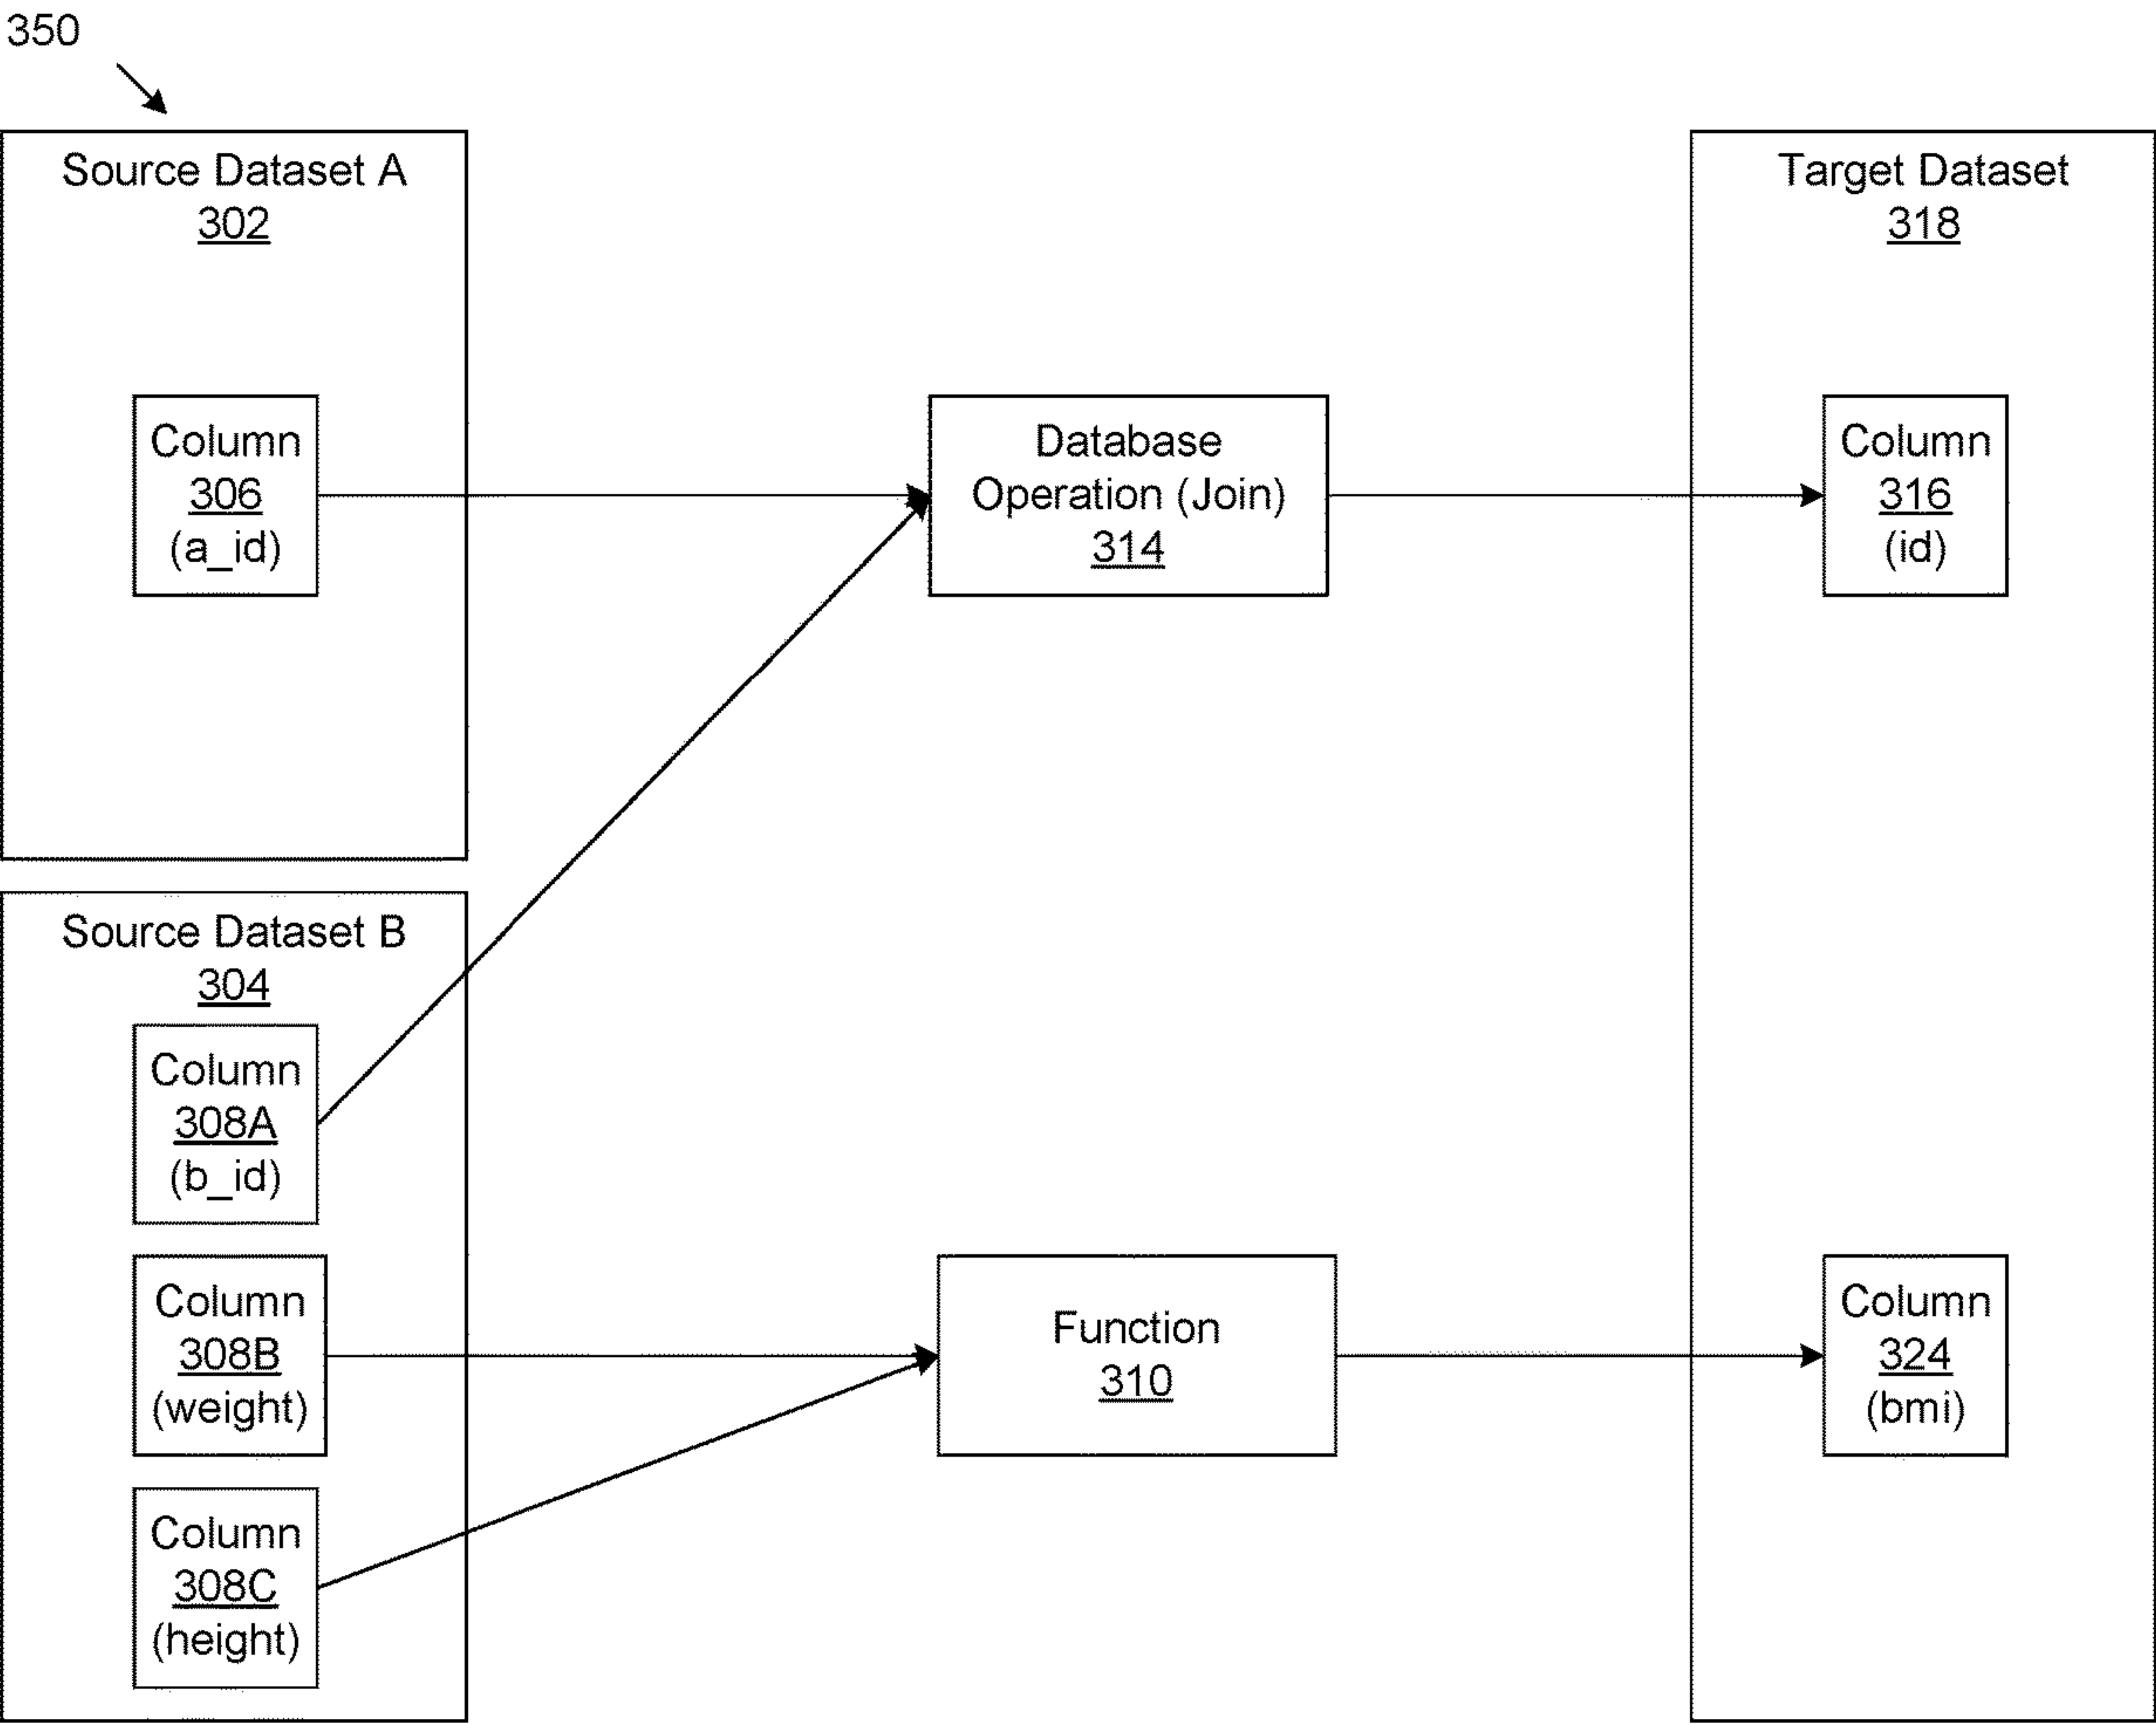 350
Source Dataset A
302
Column
306
(a_id)
Database
Operation (Join)
314
Target Dataset
318
Column
316
(id)
Source Dataset B
304
Column
308A
(b_id)
Column
308B
(weight)
Column
308C
(height)
Function
310
Column
324
(bmi)